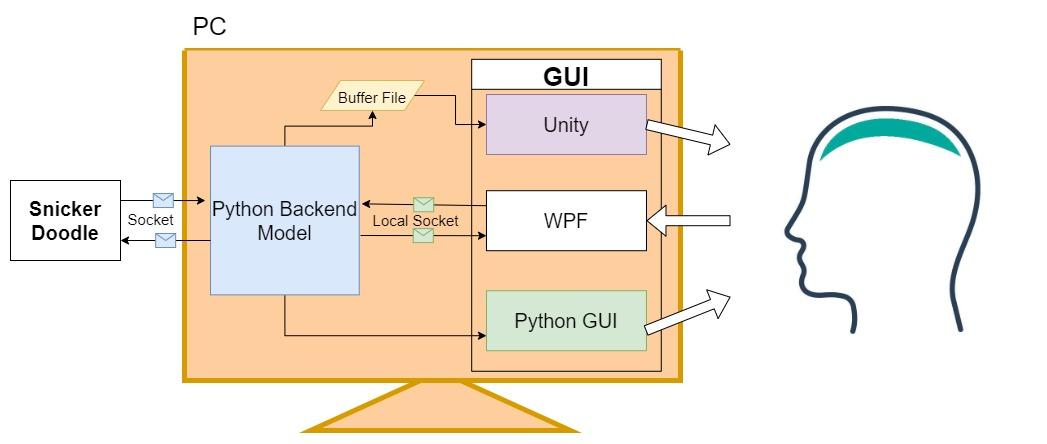 PC
GUI
Buffer File
Unity
Snicker
Doodle
Socket
Python Backend
Model
Local Socket
WPF
Python GUI